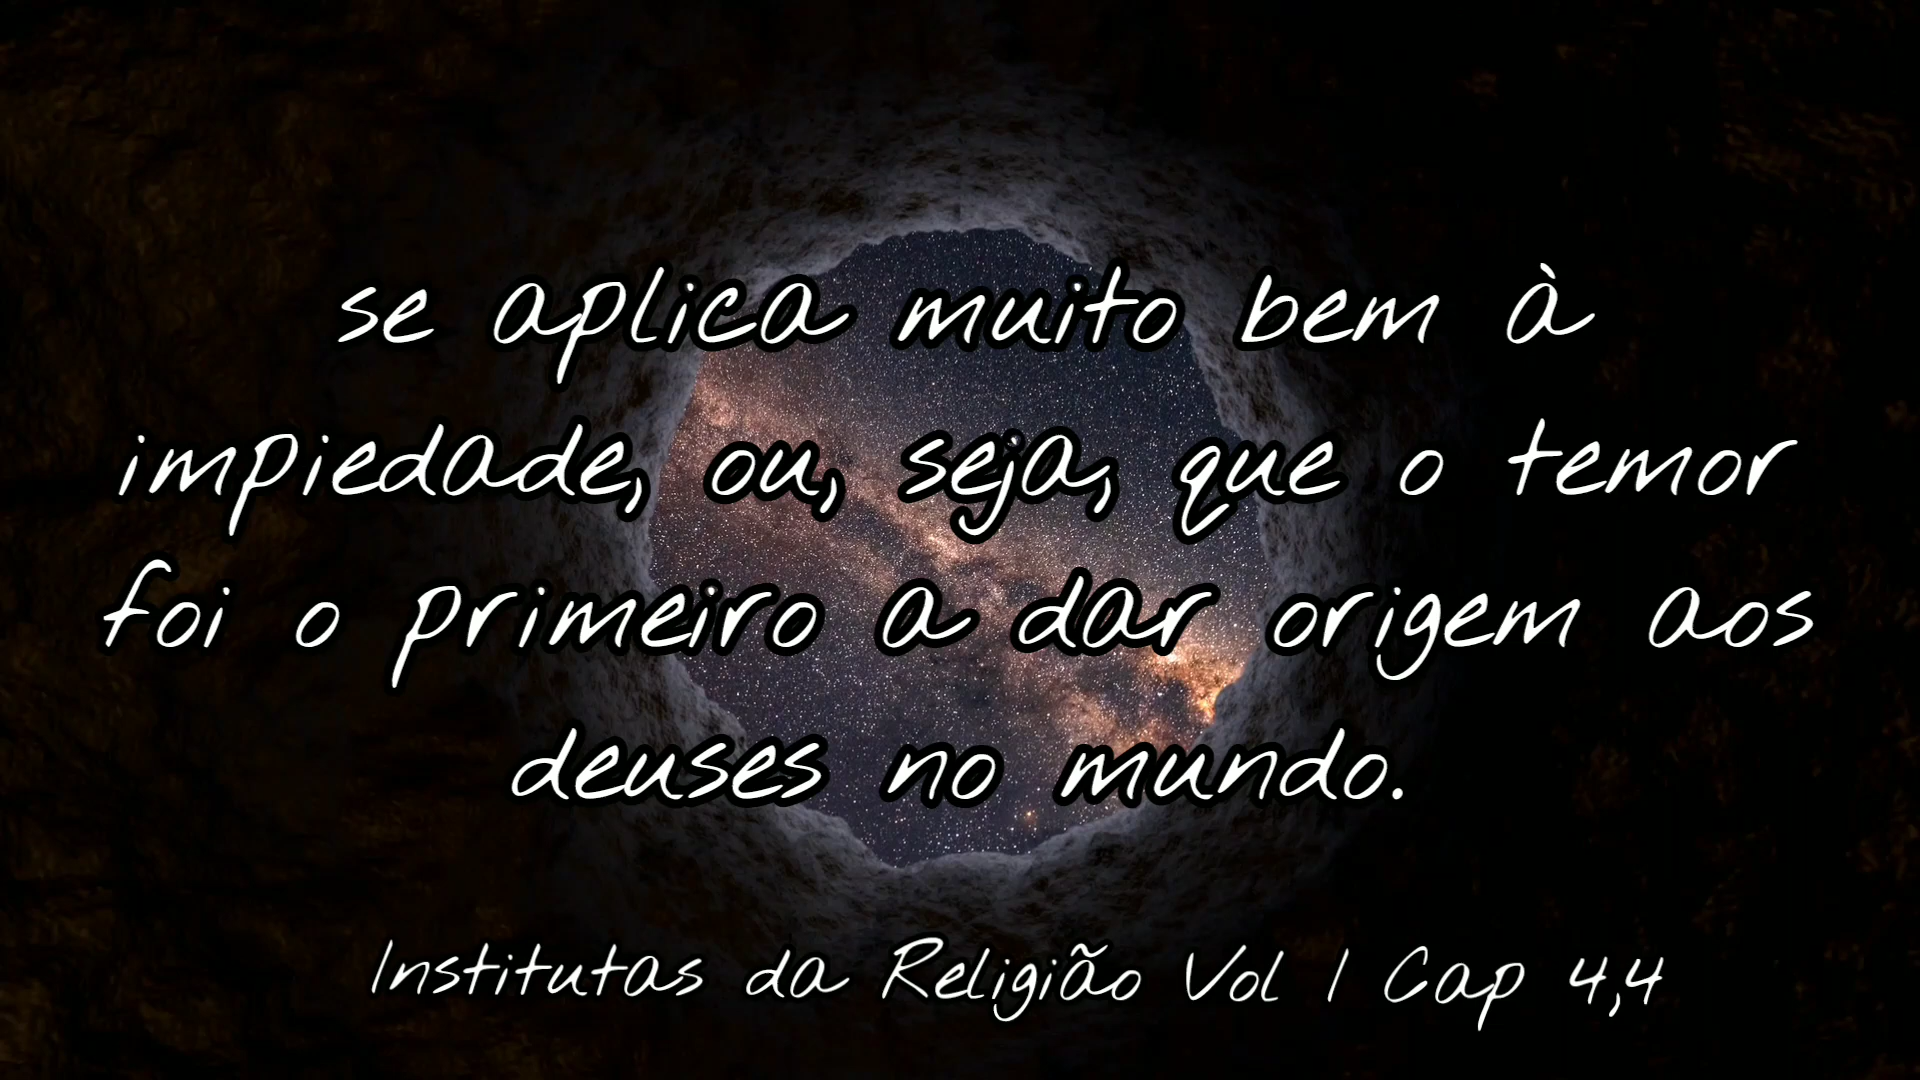 se aplica muito bem à
impiedade, ou, seja, que o temor
foi o primeiro a dar origem aos
deuses no mundo.
Institutas da Religião Vol 1 Cap 4,4